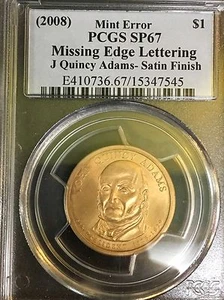 (2008) Mint Error $1
PCGS SP67
Missing Edge Lettering
J Quincy Adams- Satin Finish
E410736.67/15347545
JOHN QUINCY ADAMS
PCGS